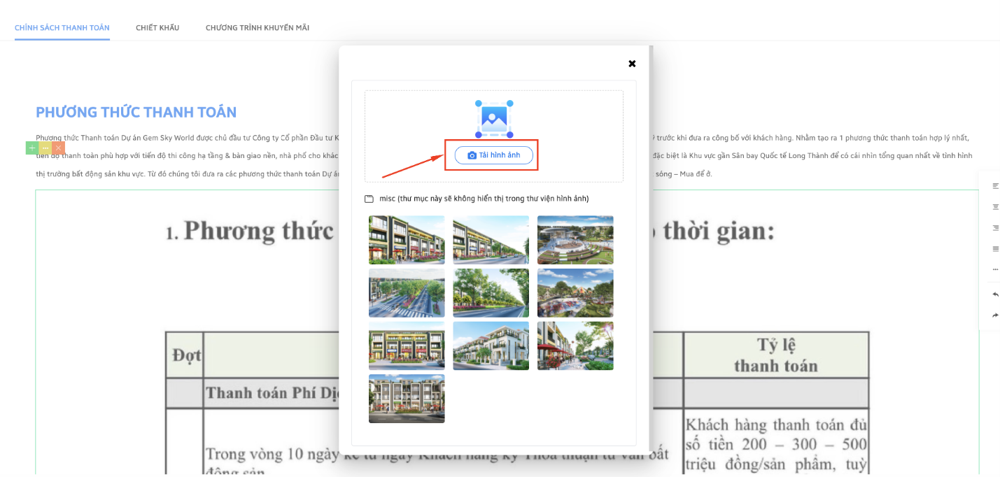 CHÍNH SÁCH THANH TOÁN
CHIẾT KHẤU
CHƯƠNG TRÌNH KHUYẾN MÃI
PHƯƠNG THỨC THANH TOÁN
Phương thức Thanh toán Dự án Gem Sky World được chủ đầu tư Công ty Cổ phần Đầu tư K
trước khi đưa ra công bố với khách hàng. Nhằm tạo ra 1 phương thức thanh toán hợp lý nhất,
tiến độ thanh toán phù hợp với tiến độ thi công hạ tầng & bàn giao nền, nhà phố cho khác
đặc biệt là Khu vực gần Sân bay Quốc tế Long Thành để có cái nhìn tổng quan nhất về tình hình
thị trường bất động sản khu vực. Từ đó chúng tôi đưa ra các phương thức thanh toán Dự á
sóng – Mua để ở.
Tải hình ảnh
misc (thư mục này sẽ không hiển thị trong thư viện hình ảnh)
1. Phương thức
thời gian:
Đợt
Tỷ lệ
thanh toán
Thanh toán Phí Dị
Khách hàng thanh toán đủ
số tiền 200 – 300 – 500
triệu đồng/sản phẩm, tuỳ
Trong vòng 10 ngày kể từ ngày Khách hàng ký Thoả thuận tư vấn bất
động sản